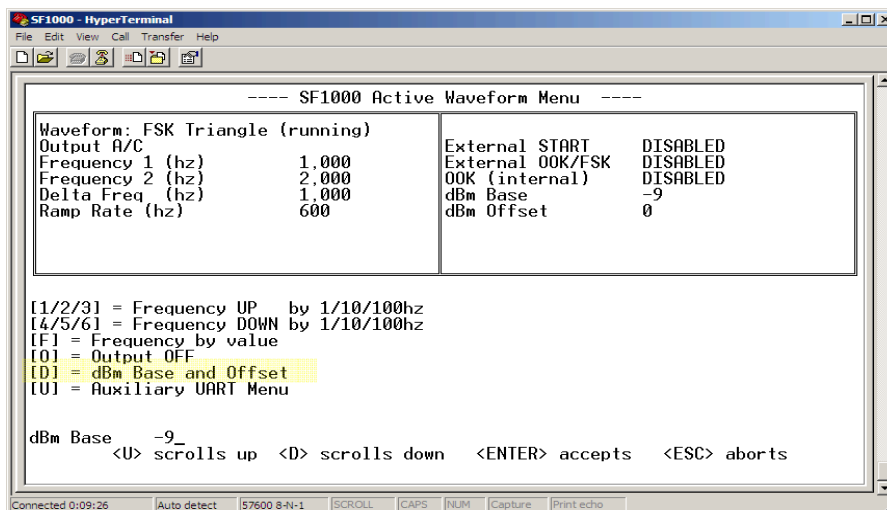 SF1000 - HyperTerminal
File Edit View Call Transfer Help
---- SF1000 Active Waveform Menu ----
Waveform: FSK Triangle (running)
Output A/C
Frequency 1 (hz) 1,000
Frequency 2 (hz) 2,000
Delta Freq (hz) 1,000
Ramp Rate (hz) 600
External START DISABLED
External OOK/FSK DISABLED
OOK (internal) DISABLED
dBm Base -9
dBm Offset 0
[1/2/3] = Frequency UP by 1/10/100hz
[4/5/6] = Frequency DOWN by 1/10/100hz
[F] = Frequency by value
[O] = Output OFF
[D] = dBm Base and Offset
[U] = Auxiliary UART Menu
dBm Base -9_
<U> scrolls up <D> scrolls down <ENTER> accepts <ESC> aborts
Connected 0:09:26 Auto detect 57600 8-N-1 SCROLL CAPS NUM Capture Print echo